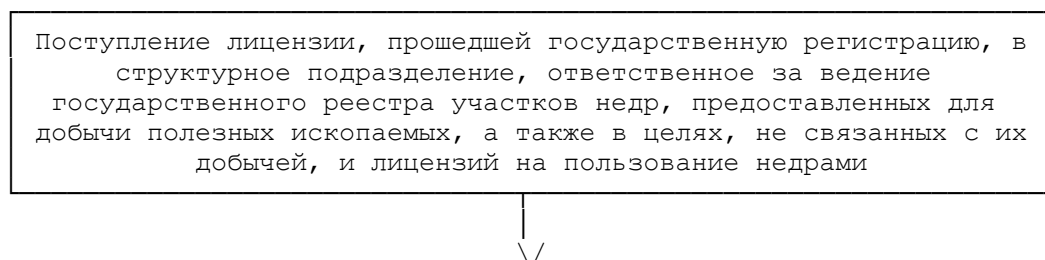 Поступление лицензии, прошедшей государственную регистрацию, в
структурное подразделение, ответственное за ведение
государственного реестра участков недр, предоставленных для
добычи полезных ископаемых, а также в целях, не связанных с их
добычей, и лицензий на пользование недрами